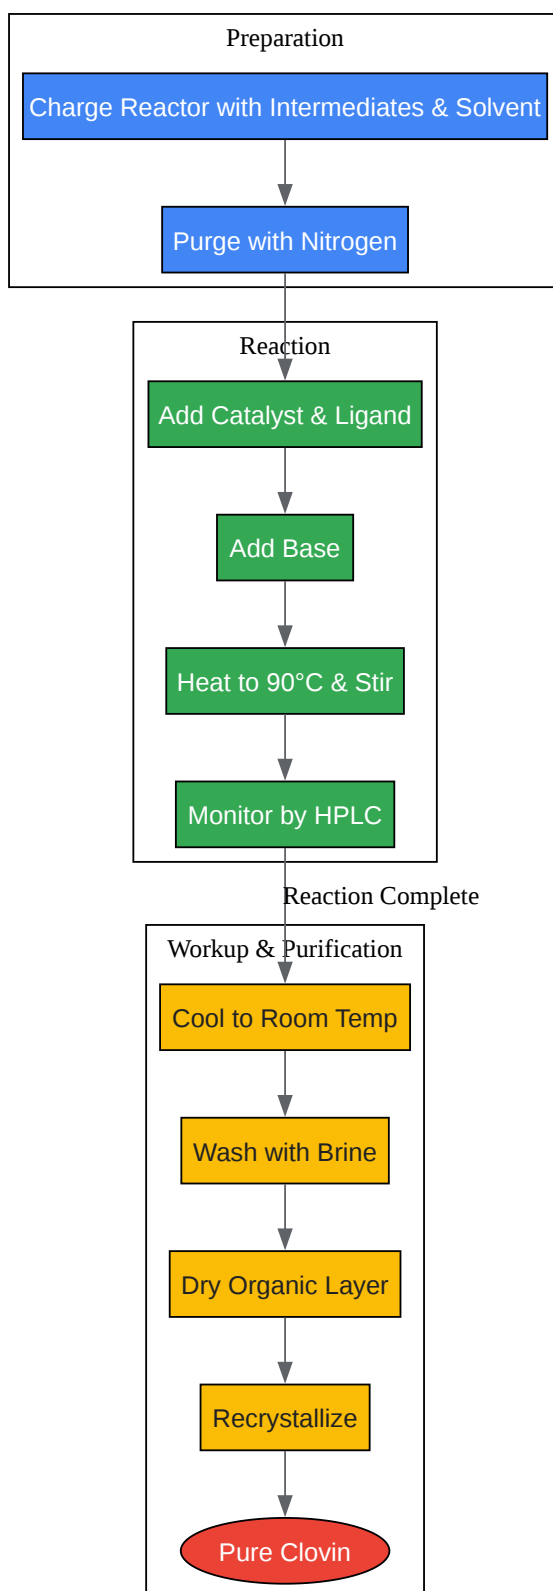 Preparation
Charge Reactor with Intermediates & Solvent
Purge with Nitrogen
Reaction
Add Catalyst & Ligand
Add Base
Heat to 90°C & Stir
Monitor by HPLC
Reaction Complete
Workup & Purification
Cool to Room Temp
Wash with Brine
Dry Organic Layer
Recrystallize
Pure Clovin